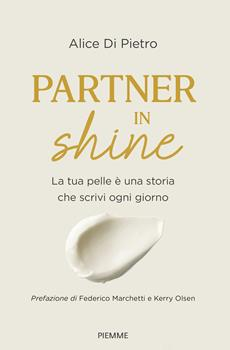 Alice Di Pietro
PARTNER
IN
shine
La tua pelle è una storia
che scrivi ogni giorno
Prefazione di Federico Marchetti e Kerry Olsen
PIEMME